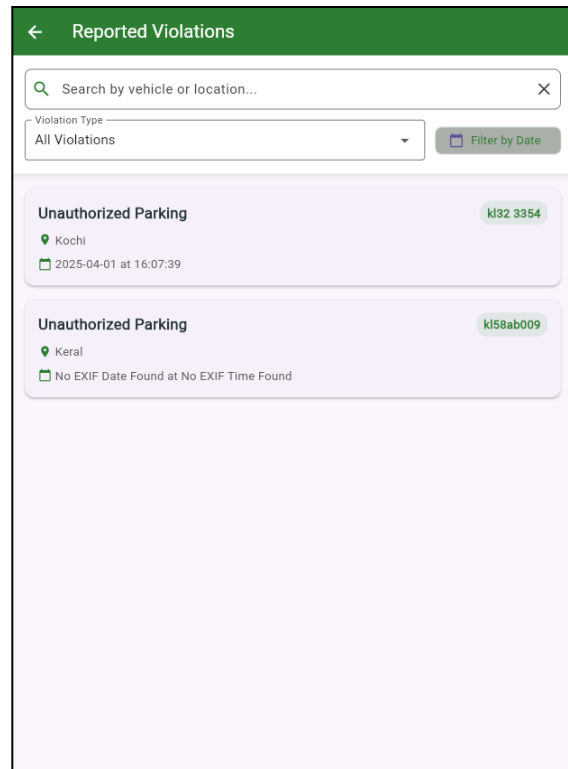 Reported Violations
Search by vehicle or location...
Violation Type
All Violations
Filter by Date
Unauthorized Parking
kl32 3354
Kochi
2025-04-01 at 16:07:39
Unauthorized Parking
kl58ab009
Keral
No EXIF Date Found at No EXIF Time Found